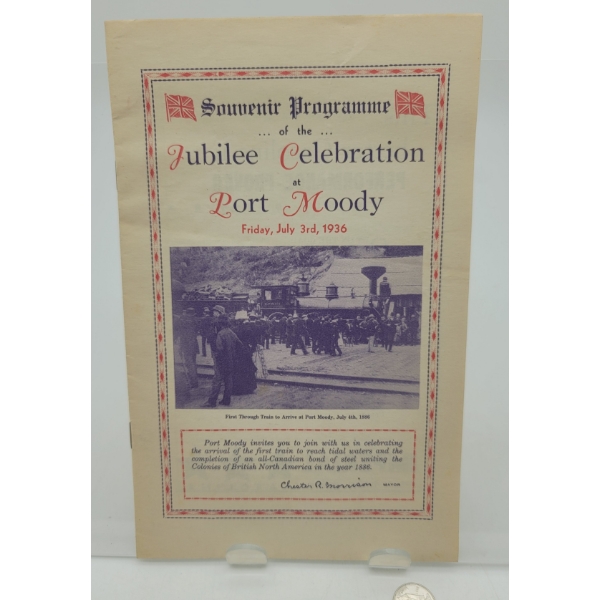 Souvenir Programme
... of the ...
Jubilee Celebration
at
Port Moody
Friday, July 3rd, 1936
First Through Train to Arrive at Port Moody, July 4th, 1886
Port Moody invites you to join with us in celebrating
the arrival of the first train to reach tidal waters and the
completion of an all-Canadian bond of steel uniting the
Colonies of British North America in the year 1886.
Chester R Morrison MAYOR